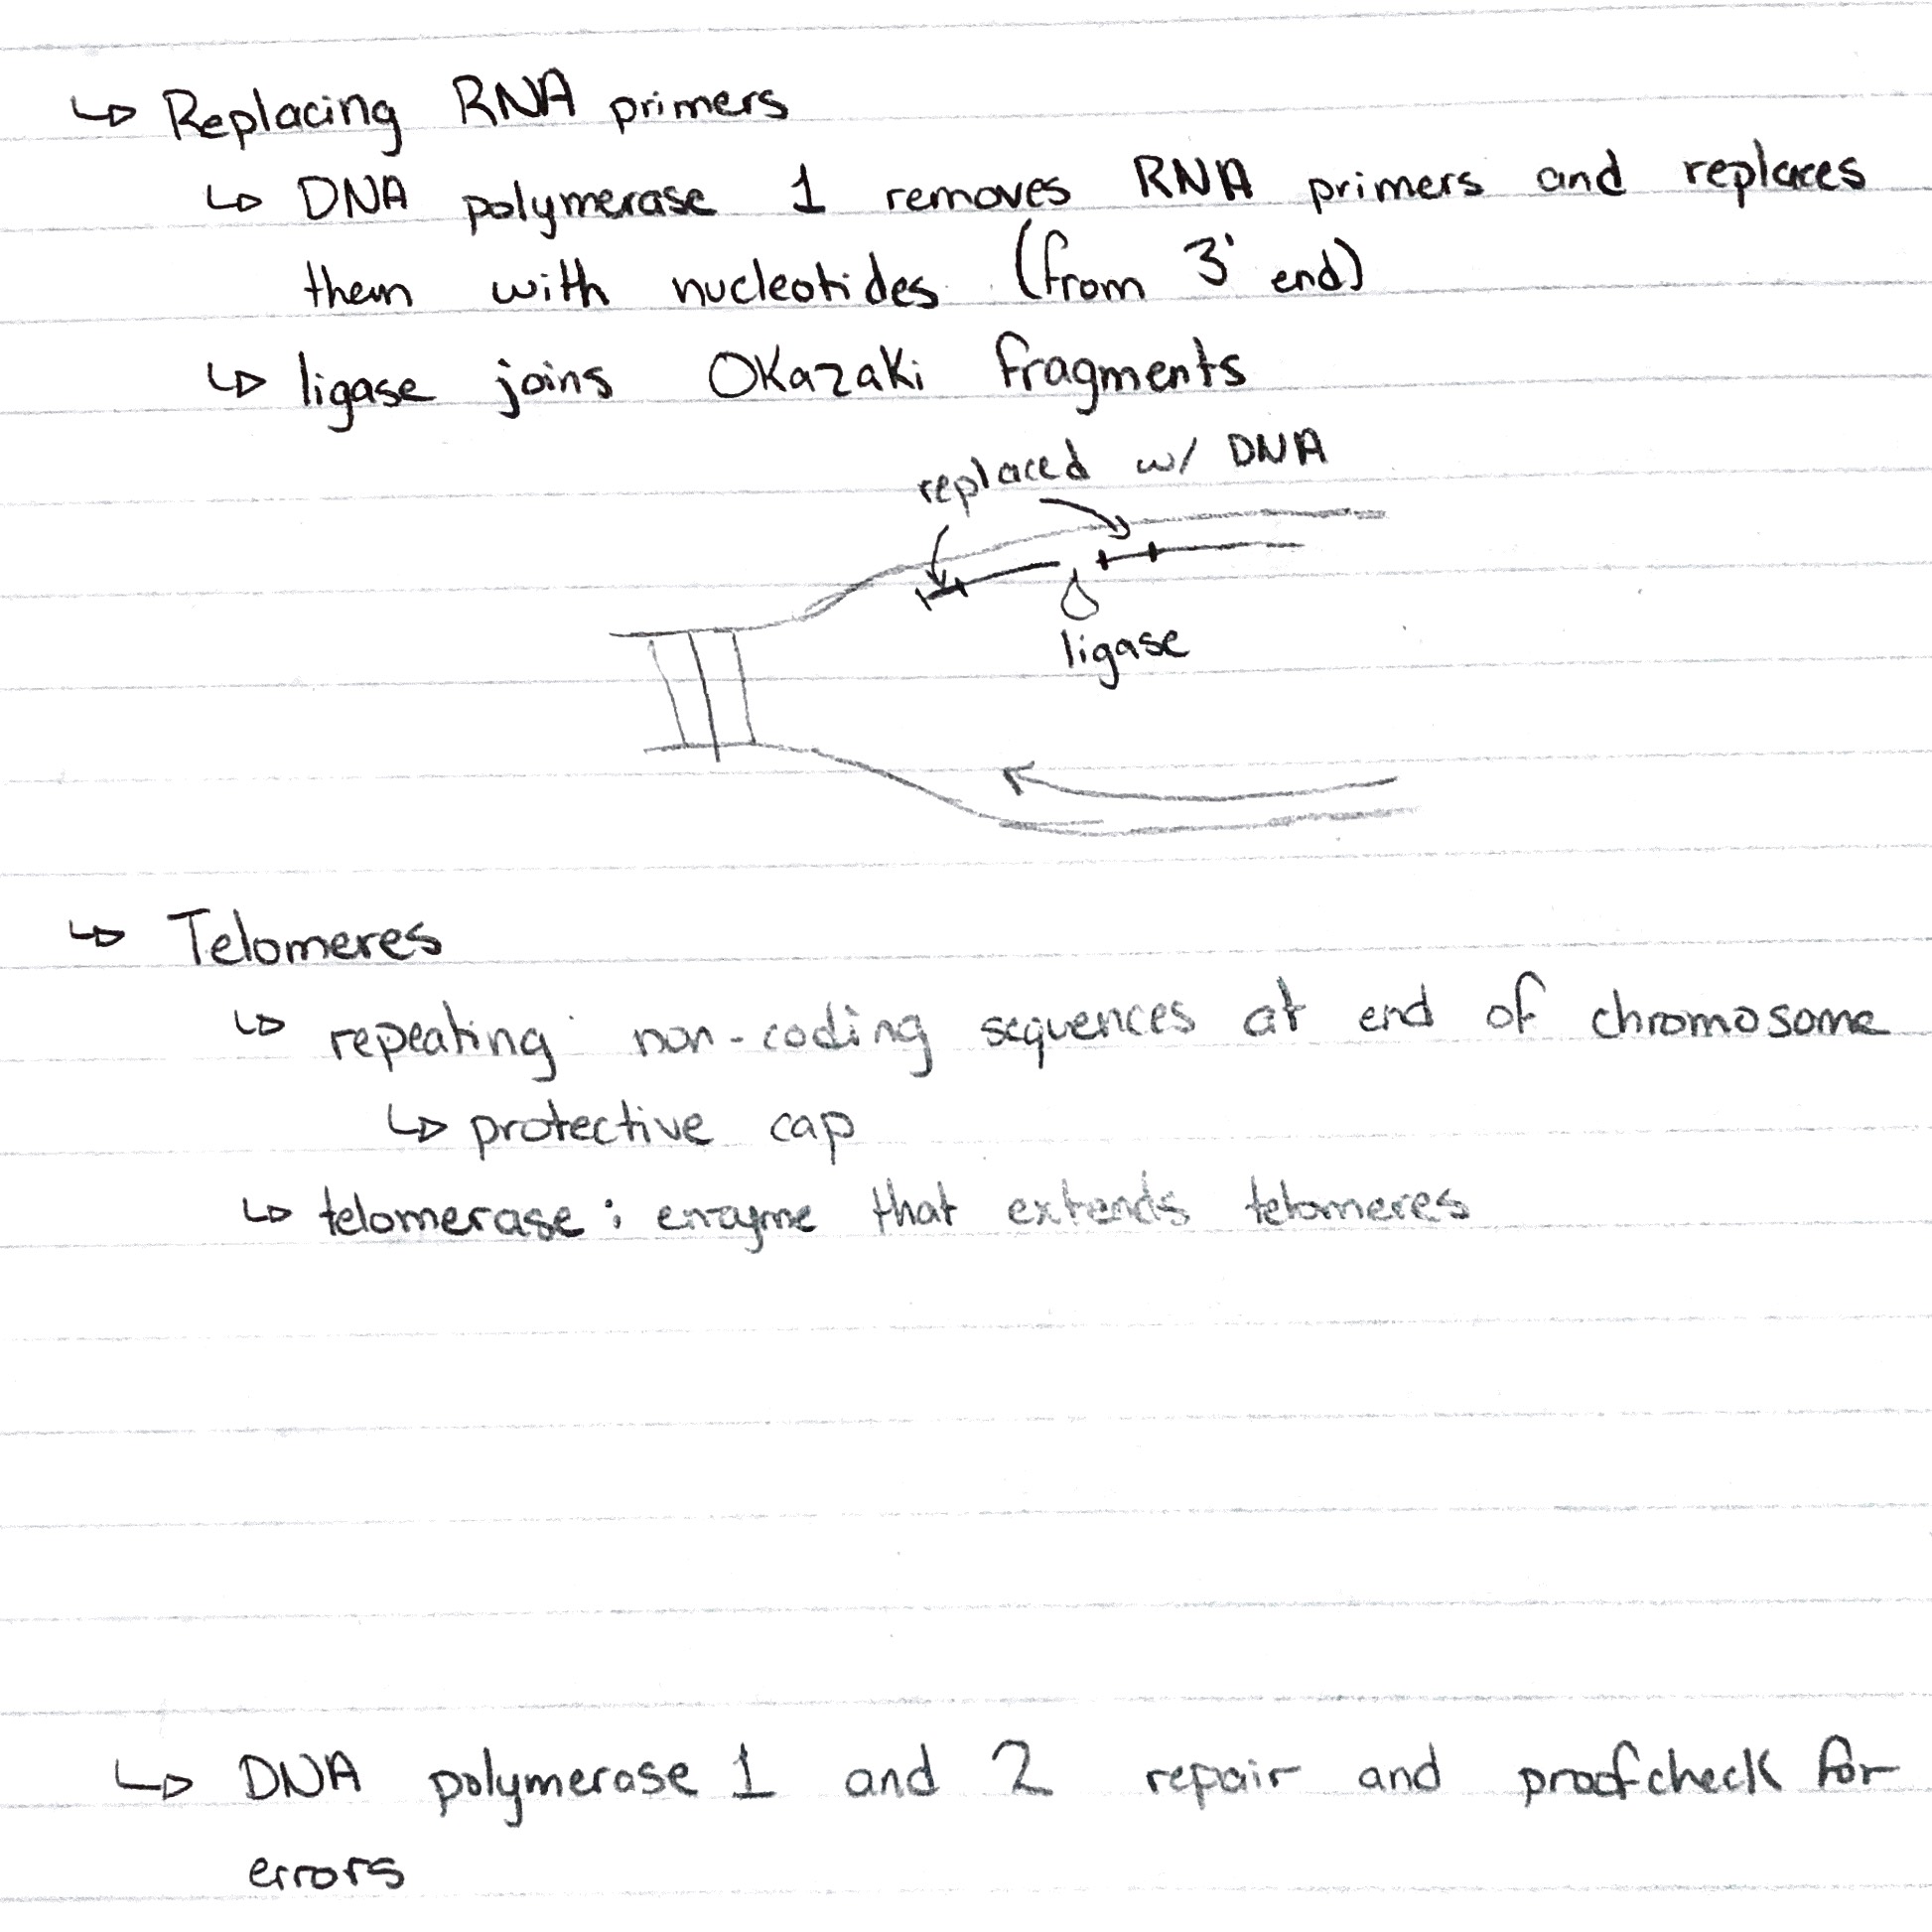 ↳ Replacing RNA primers
↳ DNA polymerase 1 removes RNA primers and replaces
them with nucleotides (from 3' end)
↳ ligase joins Okazaki fragments
replaced w/ DNA
ligase
↳ Telomeres
↳ repeating non-coding sequences at end of chromosome
↳ protective cap
↳ telomerase : enzyme that extends telomeres
↳ DNA polymerase 1 and 2 repair and proofcheck for
errors